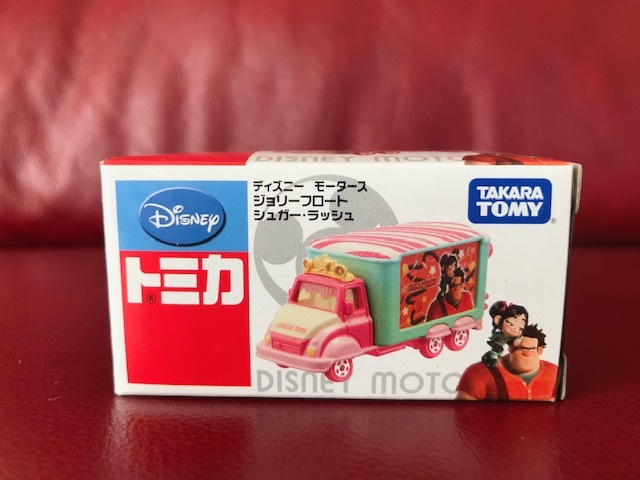 DISNEY MOTO
Disney
ディズニー モータース
ジョリーフロート
シュガー・ラッシュ
TAKARA
TOMY
®
トミカ
®
DISNEY MOTO